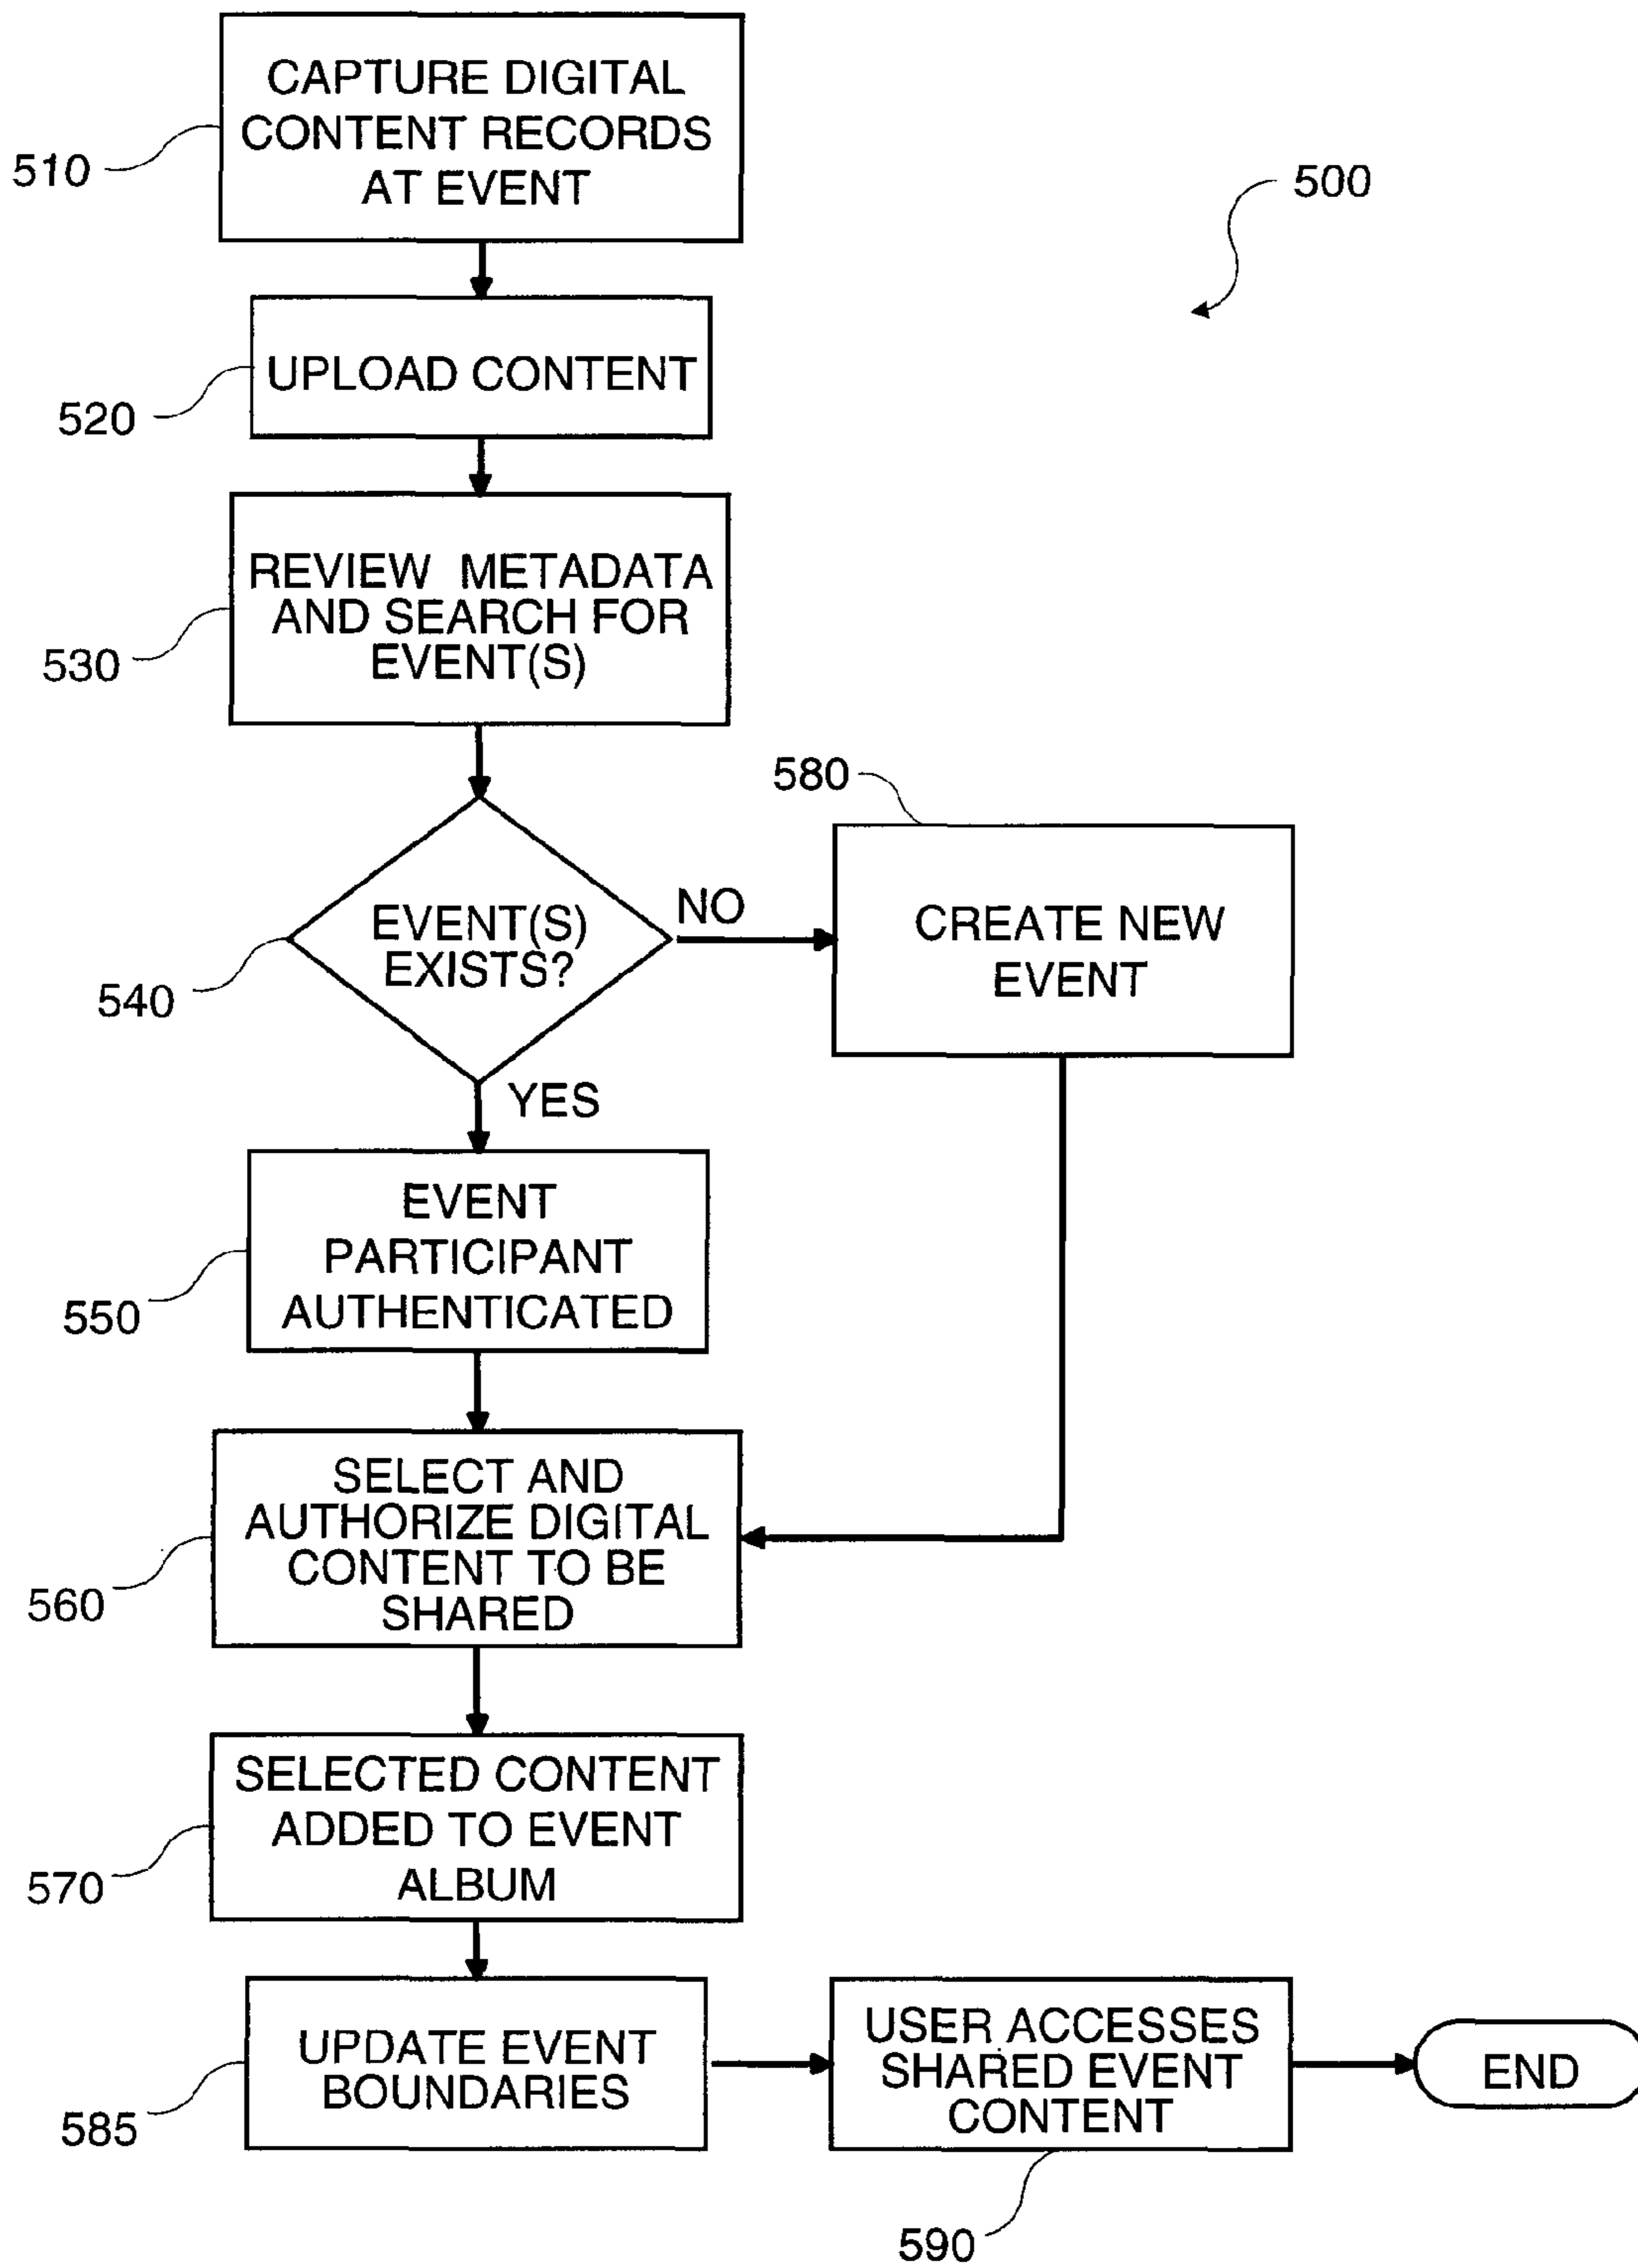 CAPTURE DIGITAL
CONTENT RECORDS
AT EVENT
510
500
UPLOAD CONTENT
520
REVIEW METADATA
AND SEARCH FOR
EVENT(S)
530
580
EVENT(S)
EXISTS?
NO
540
CREATE NEW
EVENT
YES
EVENT
PARTICIPANT
AUTHENTICATED
550
SELECT AND
AUTHORIZE DIGITAL
CONTENT TO BE
SHARED
560
SELECTED CONTENT
ADDED TO EVENT
ALBUM
570
UPDATE EVENT
BOUNDARIES
585
USER ACCESSES
SHARED EVENT
CONTENT
END
590